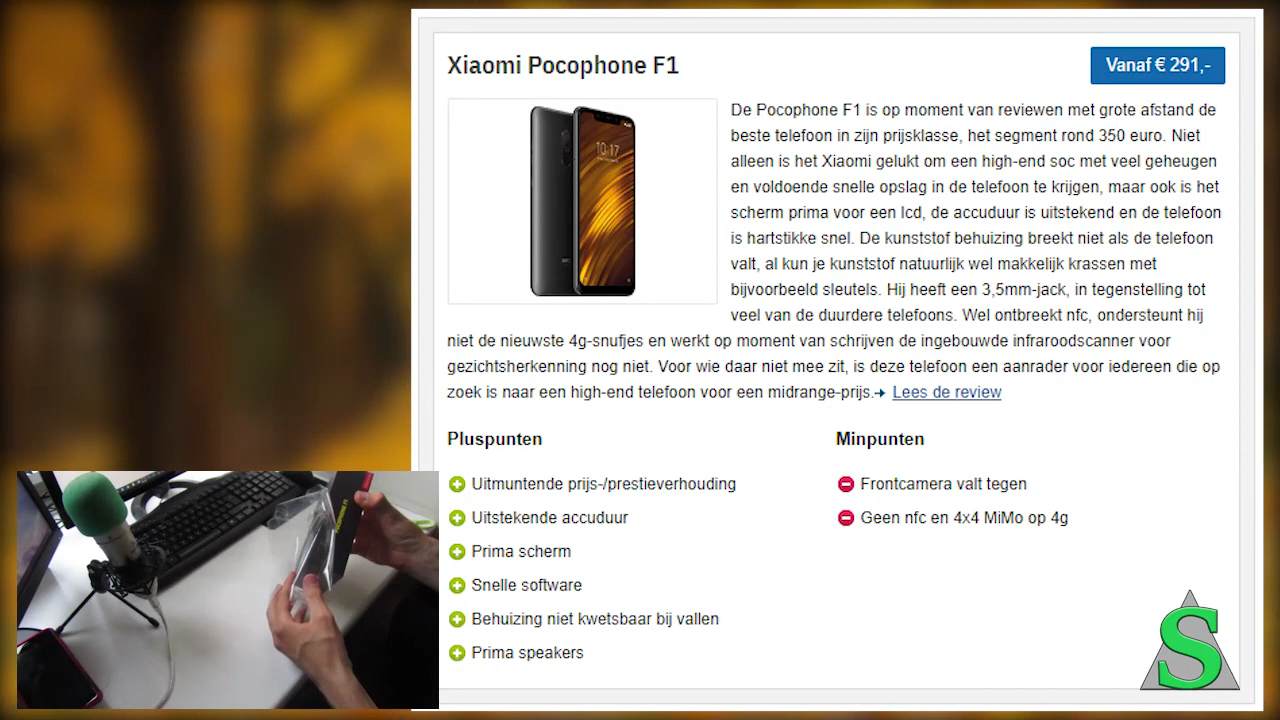 Xiaomi Pocophone F1
Vanaf € 291,-
10:17
De Pocophone F1 is op moment van reviewen met grote afstand de
beste telefoon in zijn prijsklasse, het segment rond 350 euro. Niet
alleen is het Xiaomi gelukt om een high-end soc met veel geheugen
en voldoende snelle opslag in de telefoon te krijgen, maar ook is het
scherm prima voor een lcd, de accuduur is uitstekend en de telefoon
is hartstikke snel. De kunststof behuizing breekt niet als de telefoon
valt, al kun je kunststof natuurlijk wel makkelijk krassen met
bijvoorbeeld sleutels. Hij heeft een 3,5mm-jack, in tegenstelling tot
veel van de duurdere telefoons. Wel ontbreekt nfc, ondersteunt hij
niet de nieuwste 4g-snufjes en werkt op moment van schrijven de ingebouwde infraroodscanner voor
gezichtsherkenning nog niet. Voor wie daar niet mee zit, is deze telefoon een aanrader voor iedereen die op
zoek is naar een high-end telefoon voor een midrange-prijs. Lees de review
Pluspunten
Uitmuntende prijs-/prestieverhouding
Uitstekende accuduur
Prima scherm
Snelle software
Behuizing niet kwetsbaar bij vallen
Prima speakers
Minpunten
Frontcamera valt tegen
Geen nfc en 4x4 MiMo op 4g
POCOPHONE F1
S